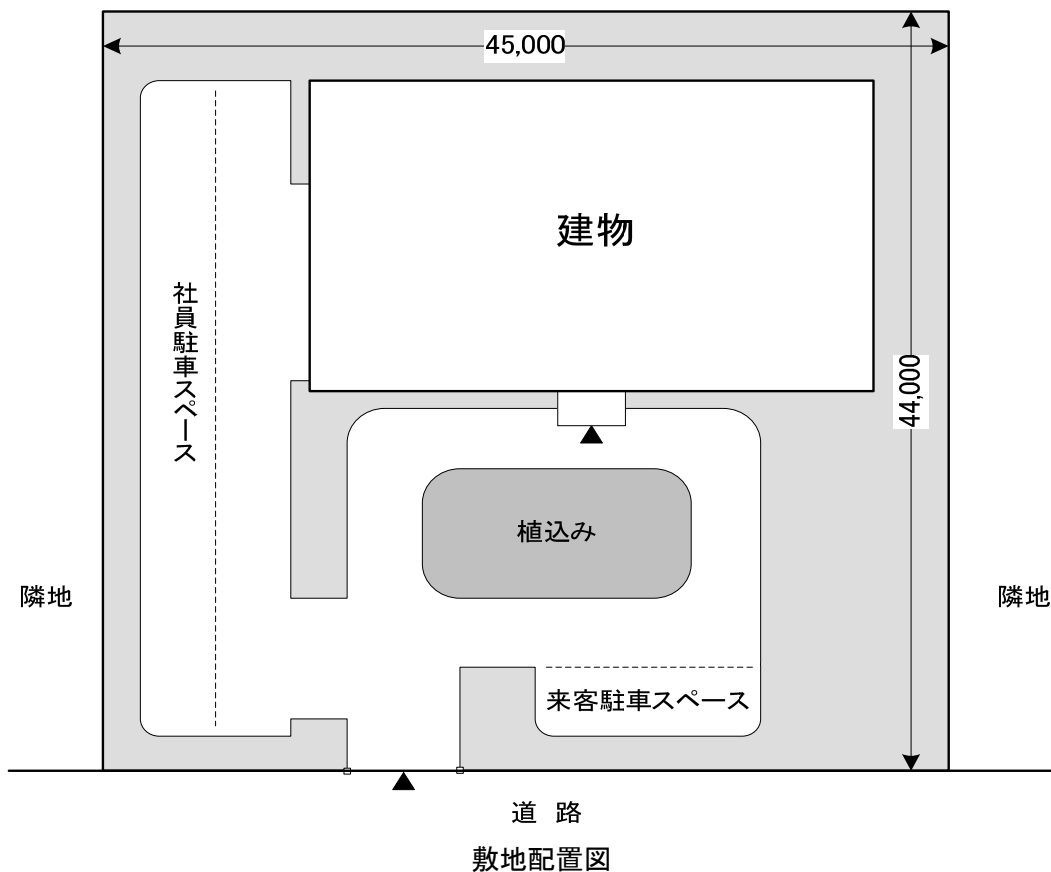 45,000
建物
社員駐車スペース
44,000
植込み
隣地
隣地
来客駐車スペース
道 路
敷地配置図